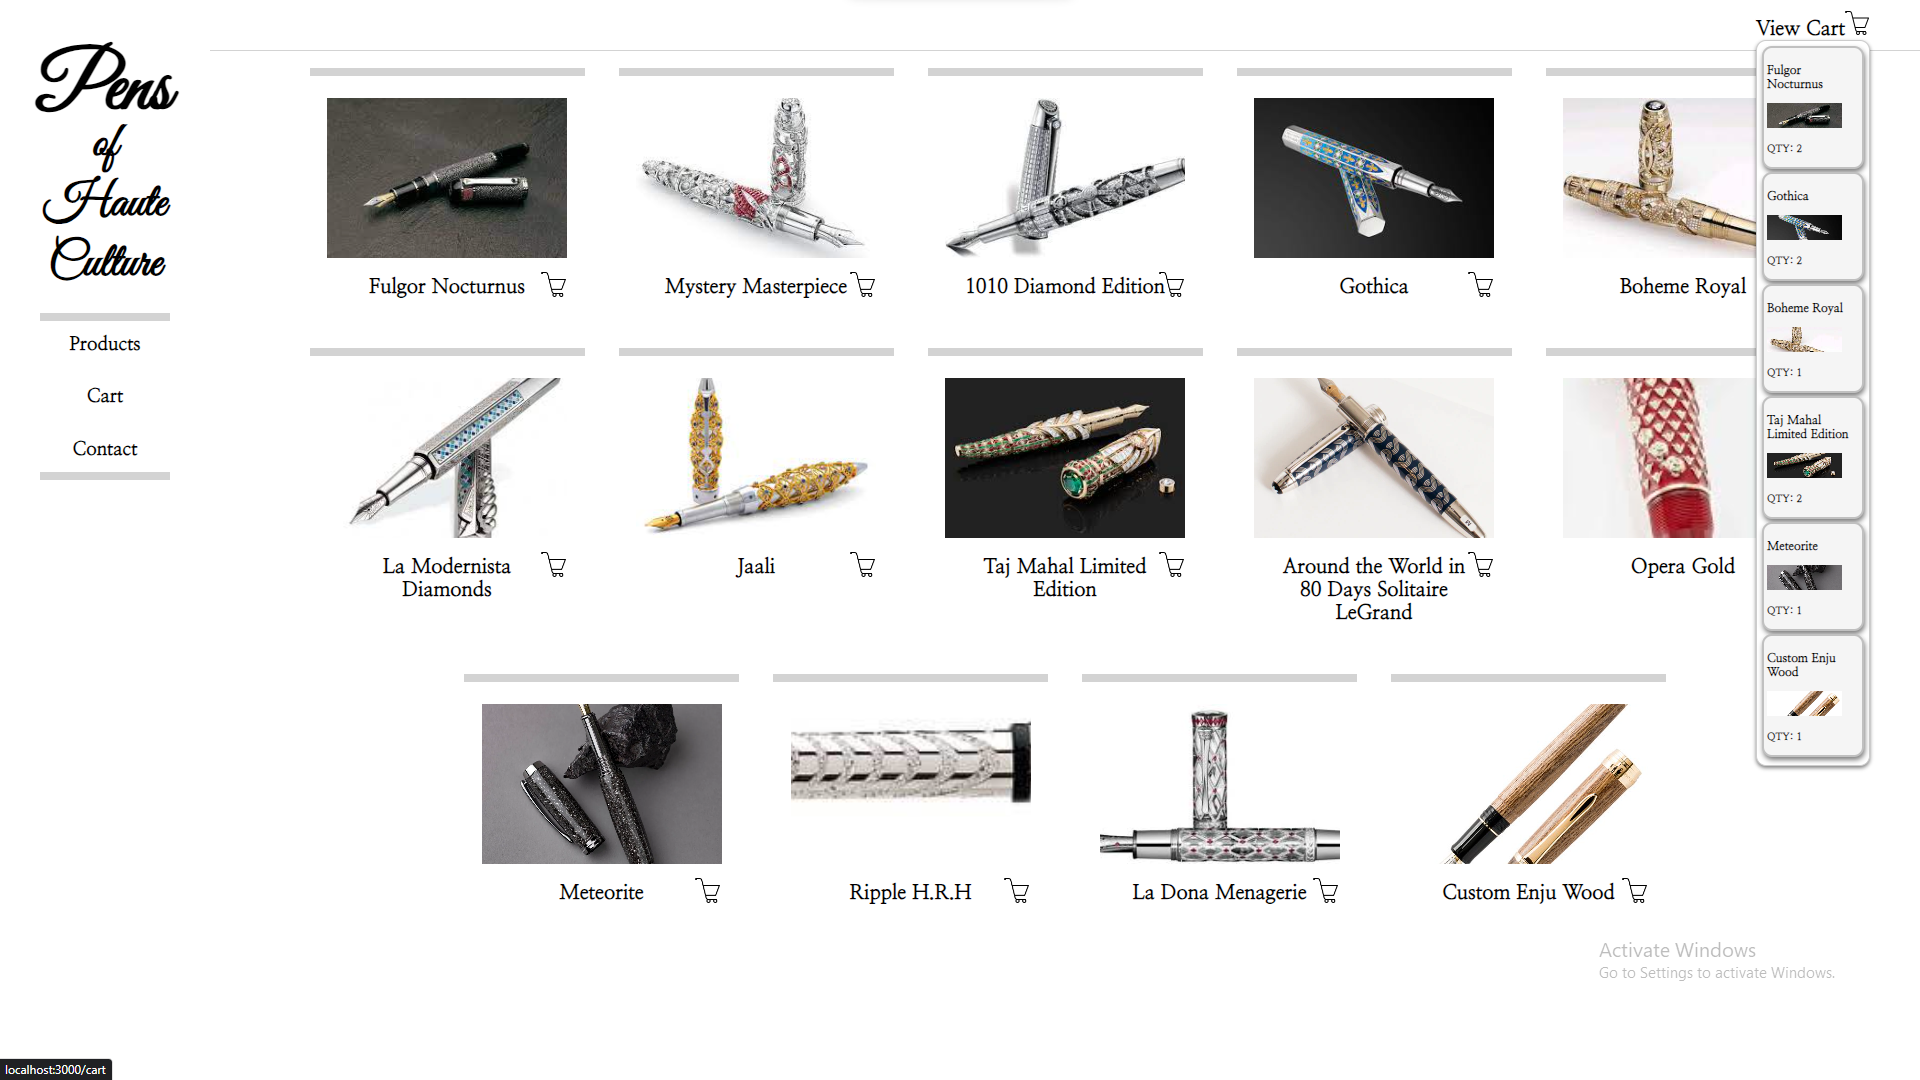 View Cart
Pens
of
Haute
Culture
Products
Cart
Contact
Fulgor Nocturnus
Mystery Masterpiece
1010 Diamond Edition
Gothica
Boheme Royal
La Modernista
Diamonds
Jaali
Taj Mahal Limited
Edition
Around the World in
80 Days Solitaire
LeGrand
Opera Gold
Meteorite
Ripple H.R.H
La Dona Menagerie
Custom Enju Wood
Fulgor
Nocturnus
QTY: 2
Gothica
QTY: 2
Boheme Royal
QTY: 1
Taj Mahal
Limited Edition
QTY: 2
Meteorite
QTY: 1
Custom Enju
Wood
QTY: 1
Activate Windows
Go to Settings to activate Windows.
localhost:3000/cart